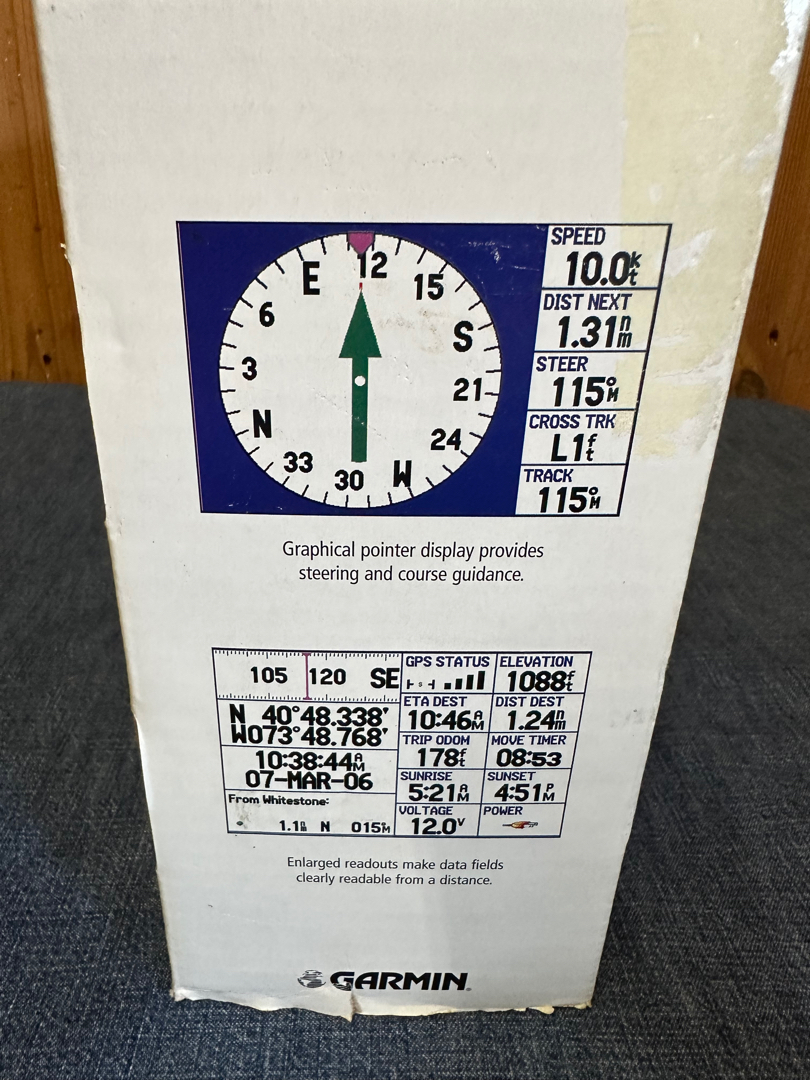 E 12 15 S 21 24 W 30 33 N 3 6
SPEED
10.0kt
DIST NEXT
1.31nm
STEER
115°M
CROSS TRK
L1ft
TRACK
115°M
Graphical pointer display provides
steering and course guidance.
105 120 SE
N 40°48.338'
W073°48.768'
10:38:44AM
07-MAR-06
From Whitestone:
N 015°M
GPS STATUS
ELEVATION
1088ft
ETA DEST
10:46AM
DIST DEST
1.24nm
TRIP ODOM
178ft
MOVE TIMER
08:53
SUNRISE
5:21AM
SUNSET
4:51PM
VOLTAGE
12.0V
POWER
Enlarged readouts make data fields
clearly readable from a distance.
GARMIN